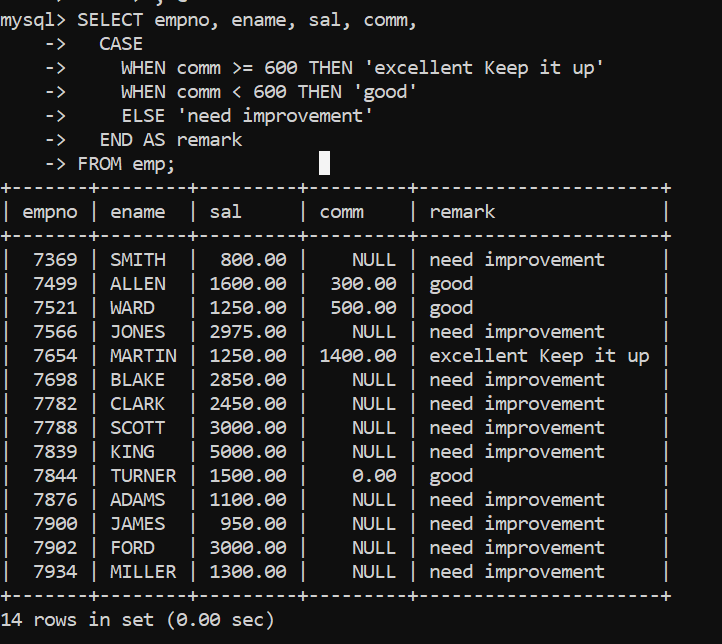 mysql> SELECT empno, ename, sal, comm,
    ->   CASE
    ->     WHEN comm >= 600 THEN 'excellent Keep it up'
    ->     WHEN comm < 600 THEN 'good'
    ->     ELSE 'need improvement'
    ->   END AS remark
    -> FROM emp;
+-------+--------+---------+---------+----------------------+
| empno | ename  | sal     | comm    | remark               |
+-------+--------+---------+---------+----------------------+
|  7369 | SMITH  |  800.00 |    NULL | need improvement     |
|  7499 | ALLEN  | 1600.00 |  300.00 | good                 |
|  7521 | WARD   | 1250.00 |  500.00 | good                 |
|  7566 | JONES  | 2975.00 |    NULL | need improvement     |
|  7654 | MARTIN | 1250.00 | 1400.00 | excellent Keep it up |
|  7698 | BLAKE  | 2850.00 |    NULL | need improvement     |
|  7782 | CLARK  | 2450.00 |    NULL | need improvement     |
|  7788 | SCOTT  | 3000.00 |    NULL | need improvement     |
|  7839 | KING   | 5000.00 |    NULL | need improvement     |
|  7844 | TURNER | 1500.00 |    0.00 | good                 |
|  7876 | ADAMS  | 1100.00 |    NULL | need improvement     |
|  7900 | JAMES  |  950.00 |    NULL | need improvement     |
|  7902 | FORD   | 3000.00 |    NULL | need improvement     |
|  7934 | MILLER | 1300.00 |    NULL | need improvement     |
+-------+--------+---------+---------+----------------------+
14 rows in set (0.00 sec)